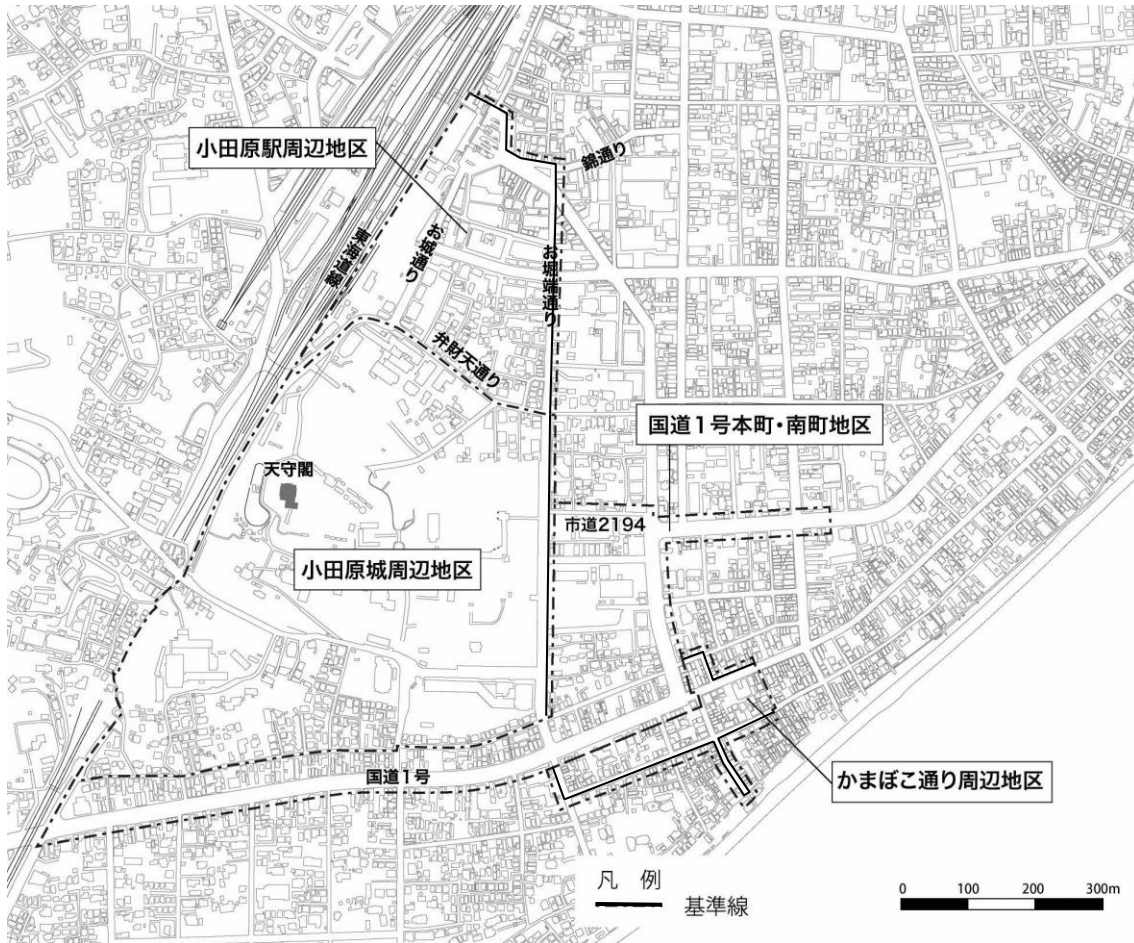 小田原駅周辺地区
錦通り
東海道線
お城通り
お堀端通り
弁財天通り
国道1号本町・南町地区
天守閣
市道2194
小田原城周辺地区
国道1号
かまぼこ通り周辺地区
凡 例
基準線
0 100 200 300m